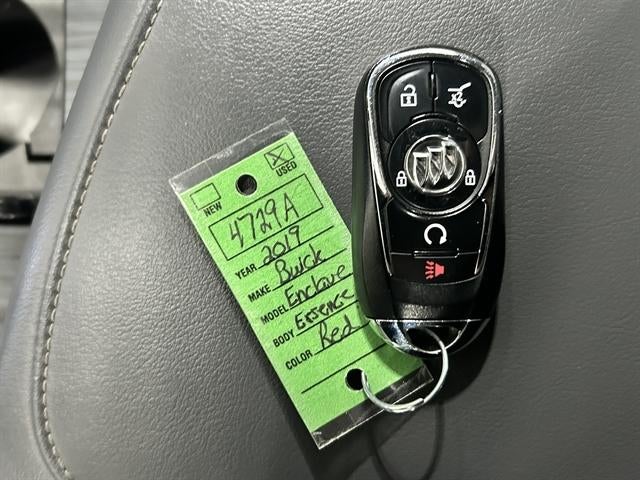 NEW USED
4729A
YEAR 2019
MAKE Buick
MODEL Enclave
BODY Essence
COLOR Red